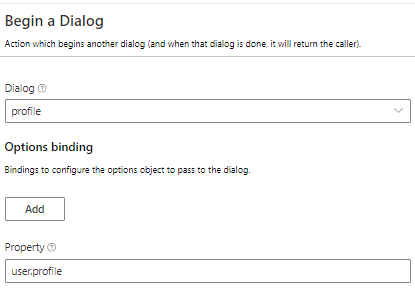 Begin a Dialog
Action which begins another dialog (and when that dialog is done, it will return the caller).
Dialog
profile
Options binding
Bindings to configure the options object to pass to the dialog.
Add
Property
user.profile